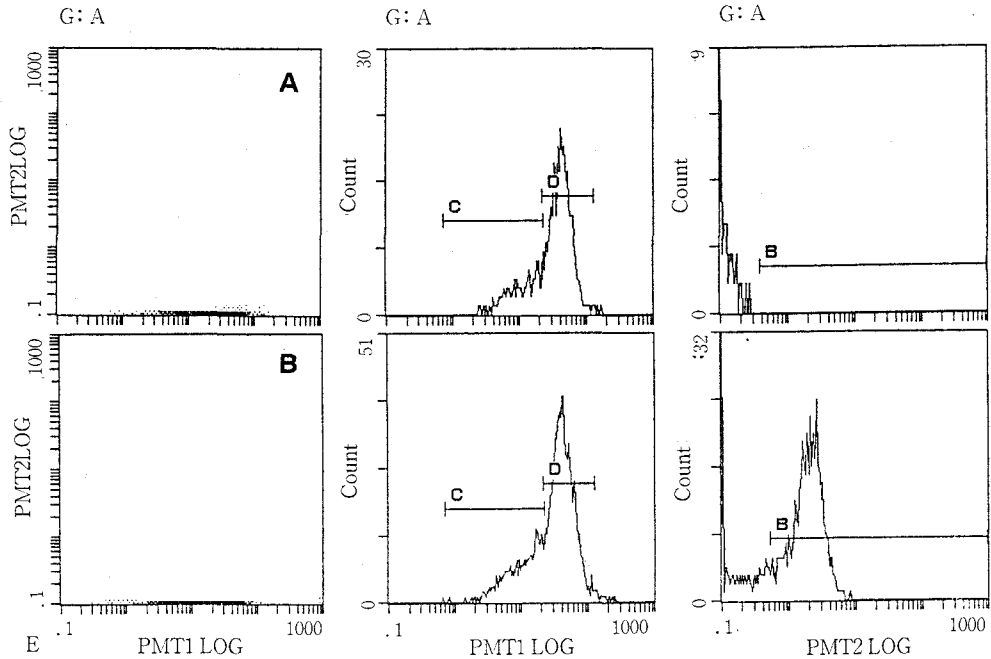 G: A
G: A
G: A
1000
PMT2LOG
.1
A
30
Count
0
C
D
9
Count
0
B
1000
PMT2LOG
.1
B
51
Count
0
C
D
32
Count
0
B
.1
1000
.1
1000
.1
1000
E
PMT1 LOG
PMT1 LOG
PMT2 LOG